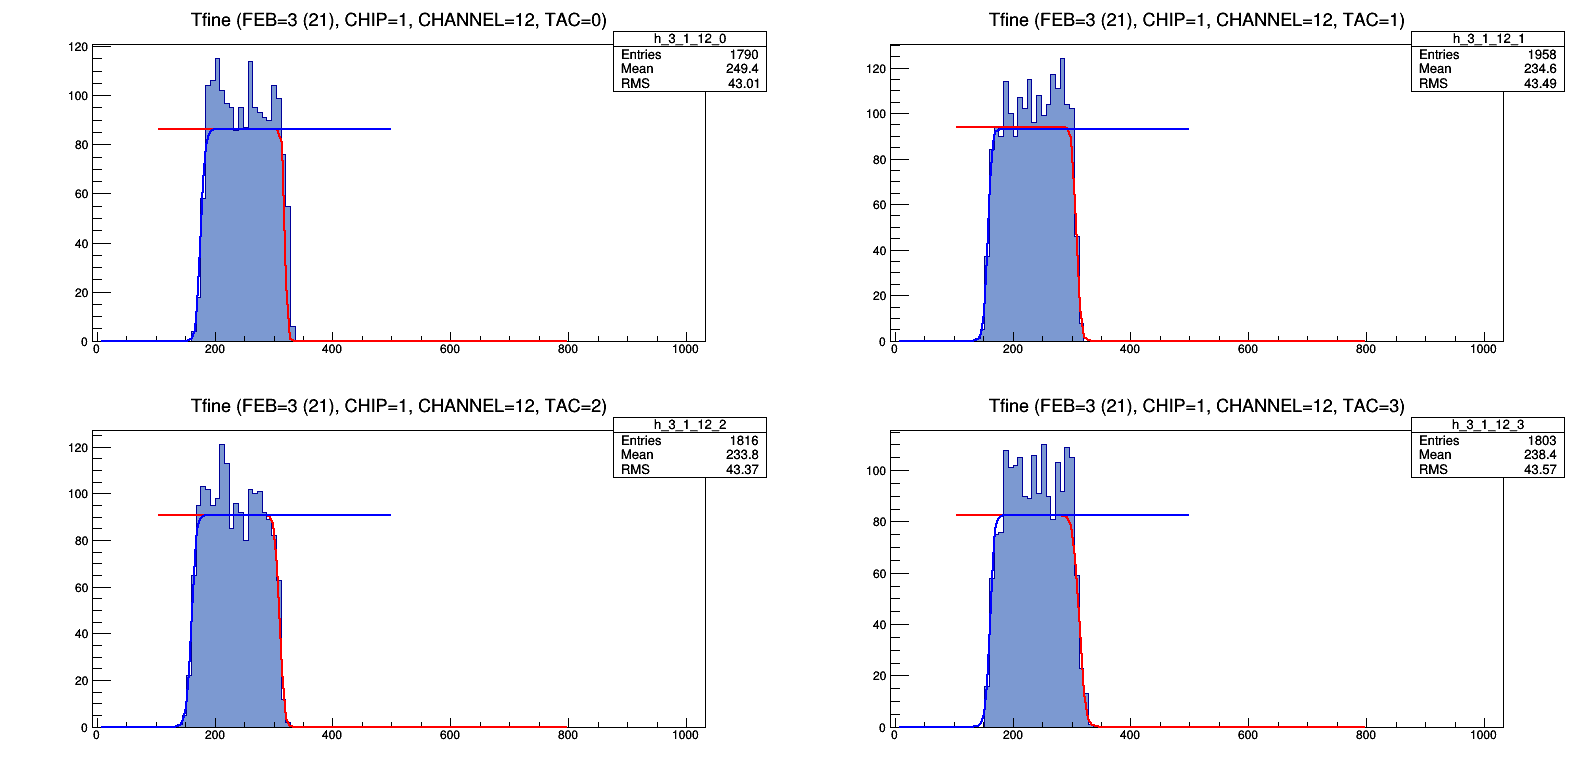 Tfine (FEB=3 (21), CHIP=1, CHANNEL=12, TAC=0)
h_3_1_12_0
Entries 1790
Mean 249.4
RMS 43.01
120
100
80
60
40
20
0
0 200 400 600 800 1000
Tfine (FEB=3 (21), CHIP=1, CHANNEL=12, TAC=1)
h_3_1_12_1
Entries 1958
Mean 234.6
RMS 43.49
120
100
80
60
40
20
0
0 200 400 600 800 1000
Tfine (FEB=3 (21), CHIP=1, CHANNEL=12, TAC=2)
h_3_1_12_2
Entries 1816
Mean 233.8
RMS 43.37
120
100
80
60
40
20
0
0 200 400 600 800 1000
Tfine (FEB=3 (21), CHIP=1, CHANNEL=12, TAC=3)
h_3_1_12_3
Entries 1803
Mean 238.4
RMS 43.57
100
80
60
40
20
0
0 200 400 600 800 1000